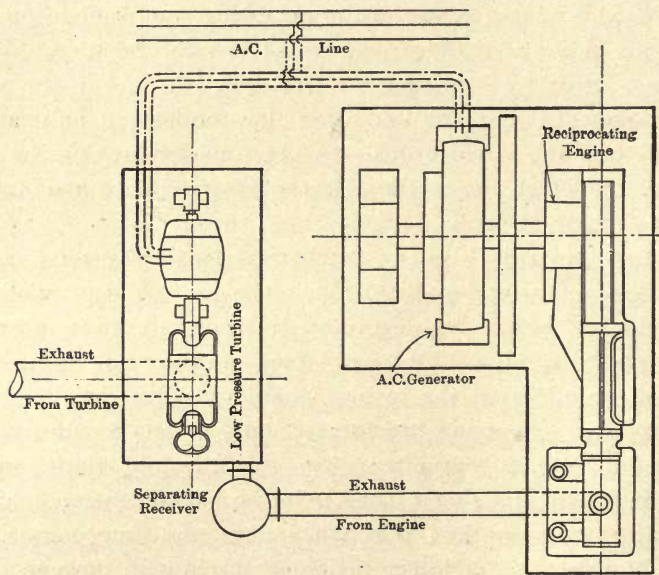 A.C. Line
Reciprocating
Engine
Exhaust
From Turbine
Low Pressure Turbine
A.C.Generator
Separating
Receiver
Exhaust
From Engine